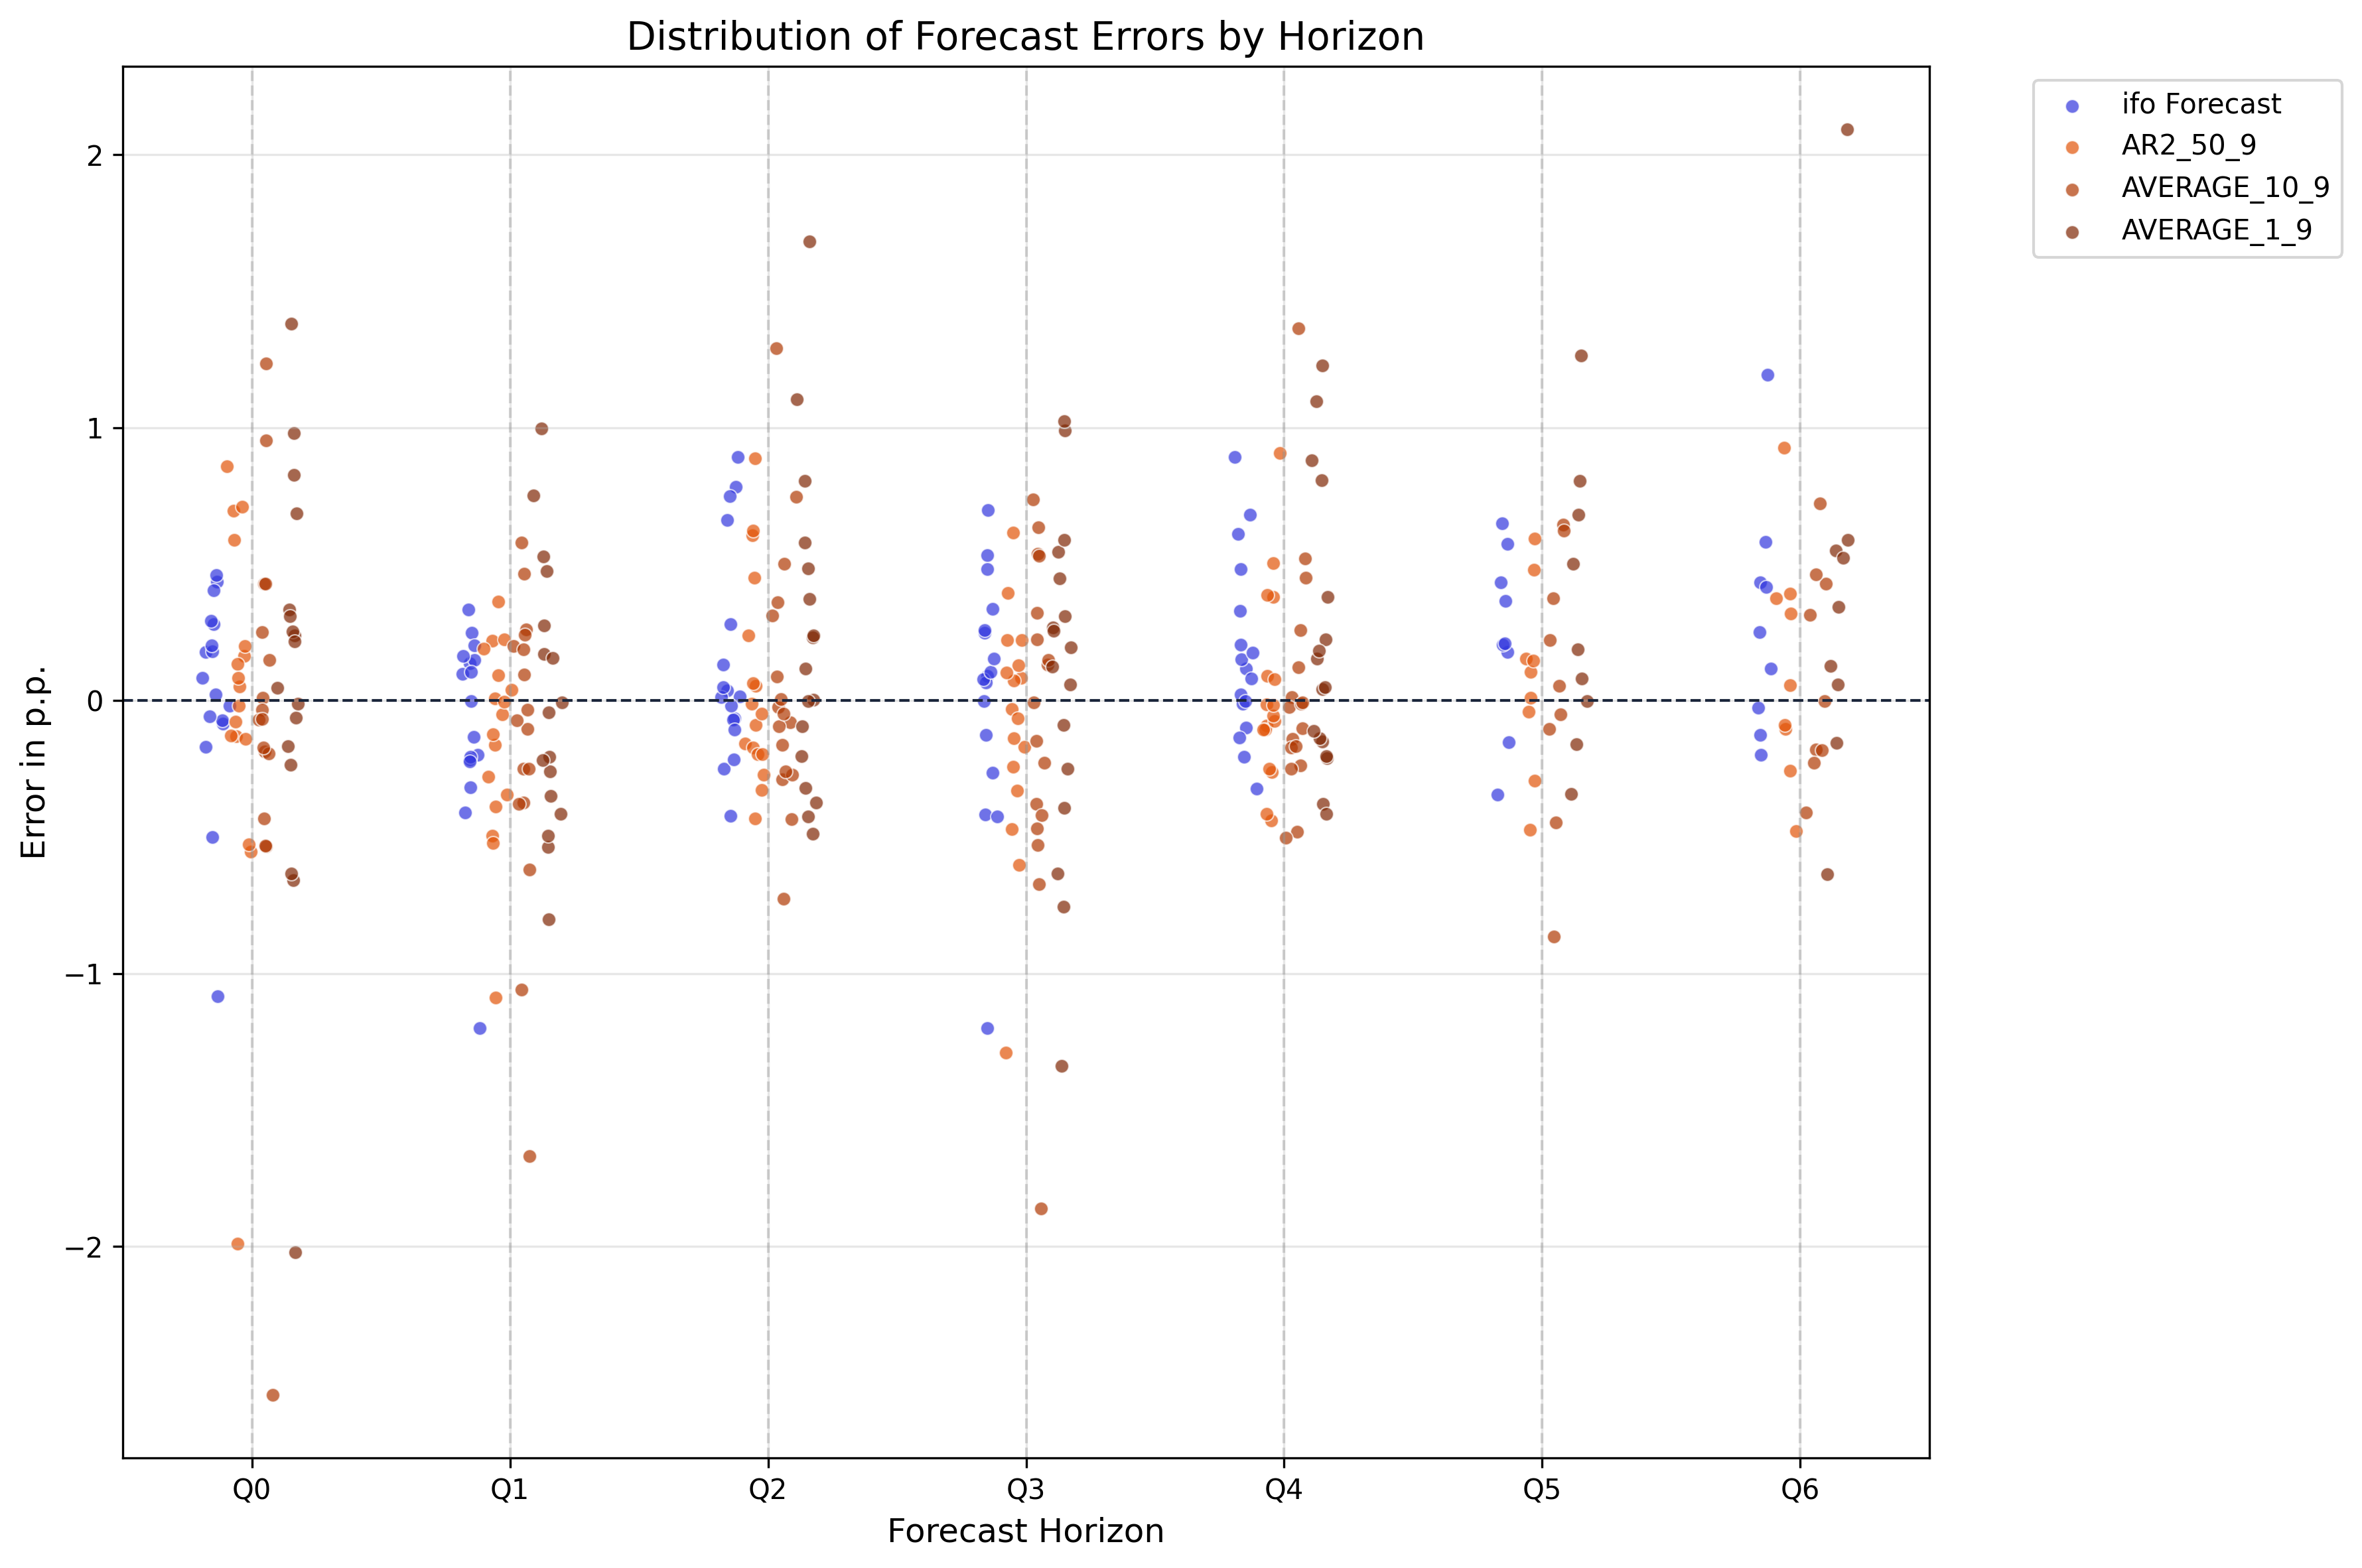 Distribution of Forecast Errors by Horizon
ifo Forecast
AR2_50_9
AVERAGE_10_9
AVERAGE_1_9
Error in p.p.
2
1
0
−1
−2
Q0 Q1 Q2 Q3 Q4 Q5 Q6
Forecast Horizon